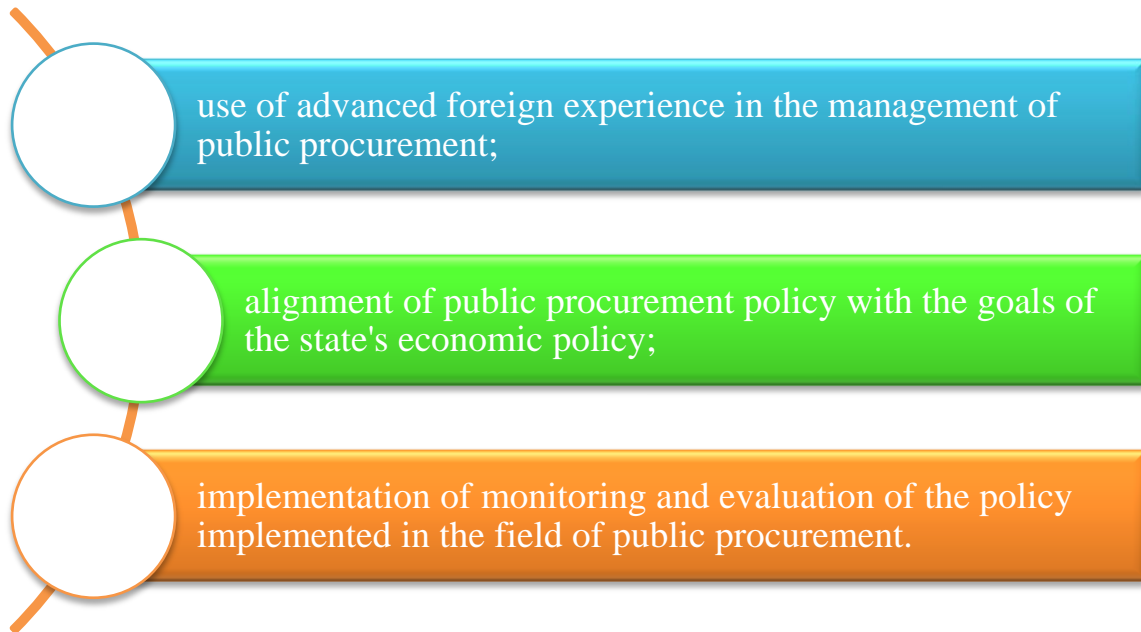 use of advanced foreign experience in the management of
public procurement;
alignment of public procurement policy with the goals of
the state's economic policy;
implementation of monitoring and evaluation of the policy
implemented in the field of public procurement.